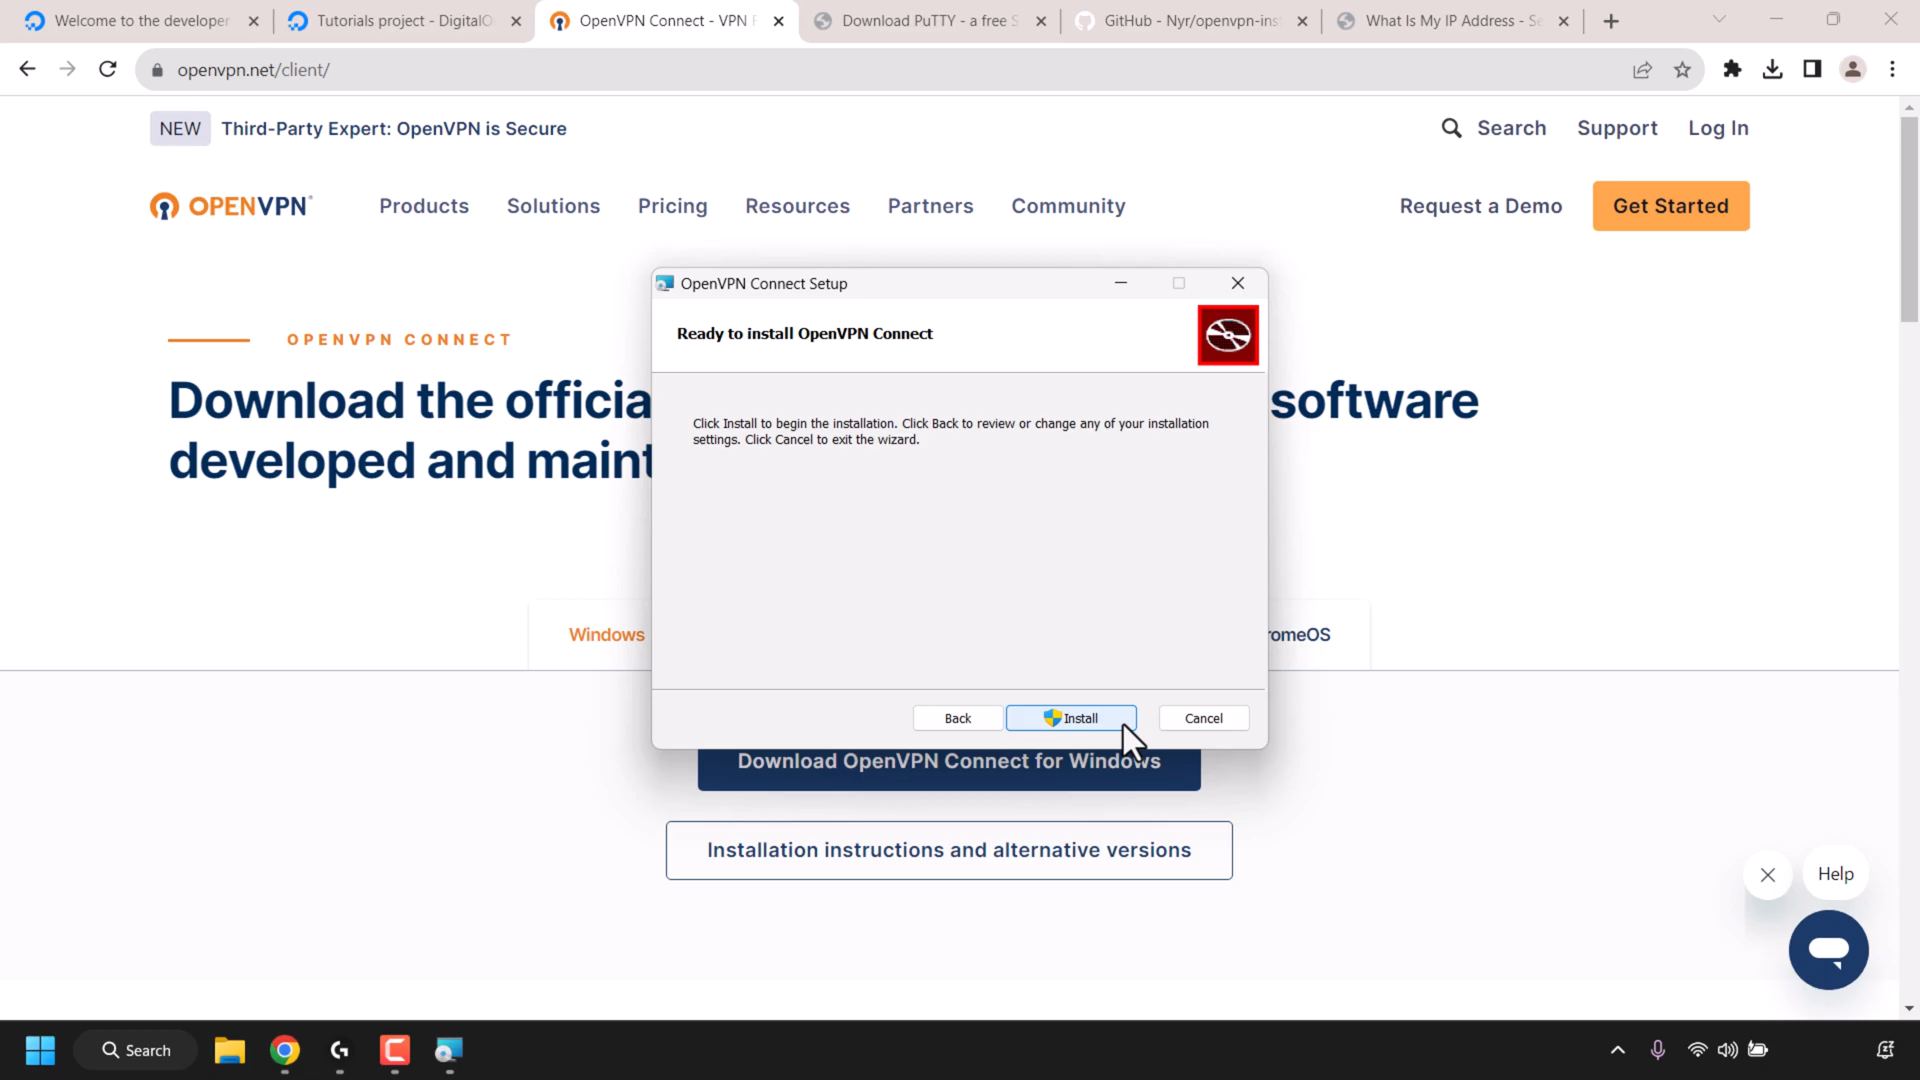 Welcome to the developer
Tutorials project - DigitalO
OpenVPN Connect - VPN F
Download PuTTY - a free S
GitHub - Nyr/openvpn-inst
What Is My IP Address - Se
openvpn.net/client/
NEW Third-Party Expert: OpenVPN is Secure
Search Support Log In
OPENVPN
Products Solutions Pricing Resources Partners Community
Request a Demo Get Started
OpenVPN Connect Setup
Ready to install OpenVPN Connect
OPENVPN CONNECT
Download the officia software
developed and maint
Click Install to begin the installation. Click Back to review or change any of your installation
settings. Click Cancel to exit the wizard.
Windows romeOS
Back Install Cancel
Download OpenVPN Connect for Windows
Installation instructions and alternative versions
Help
Search